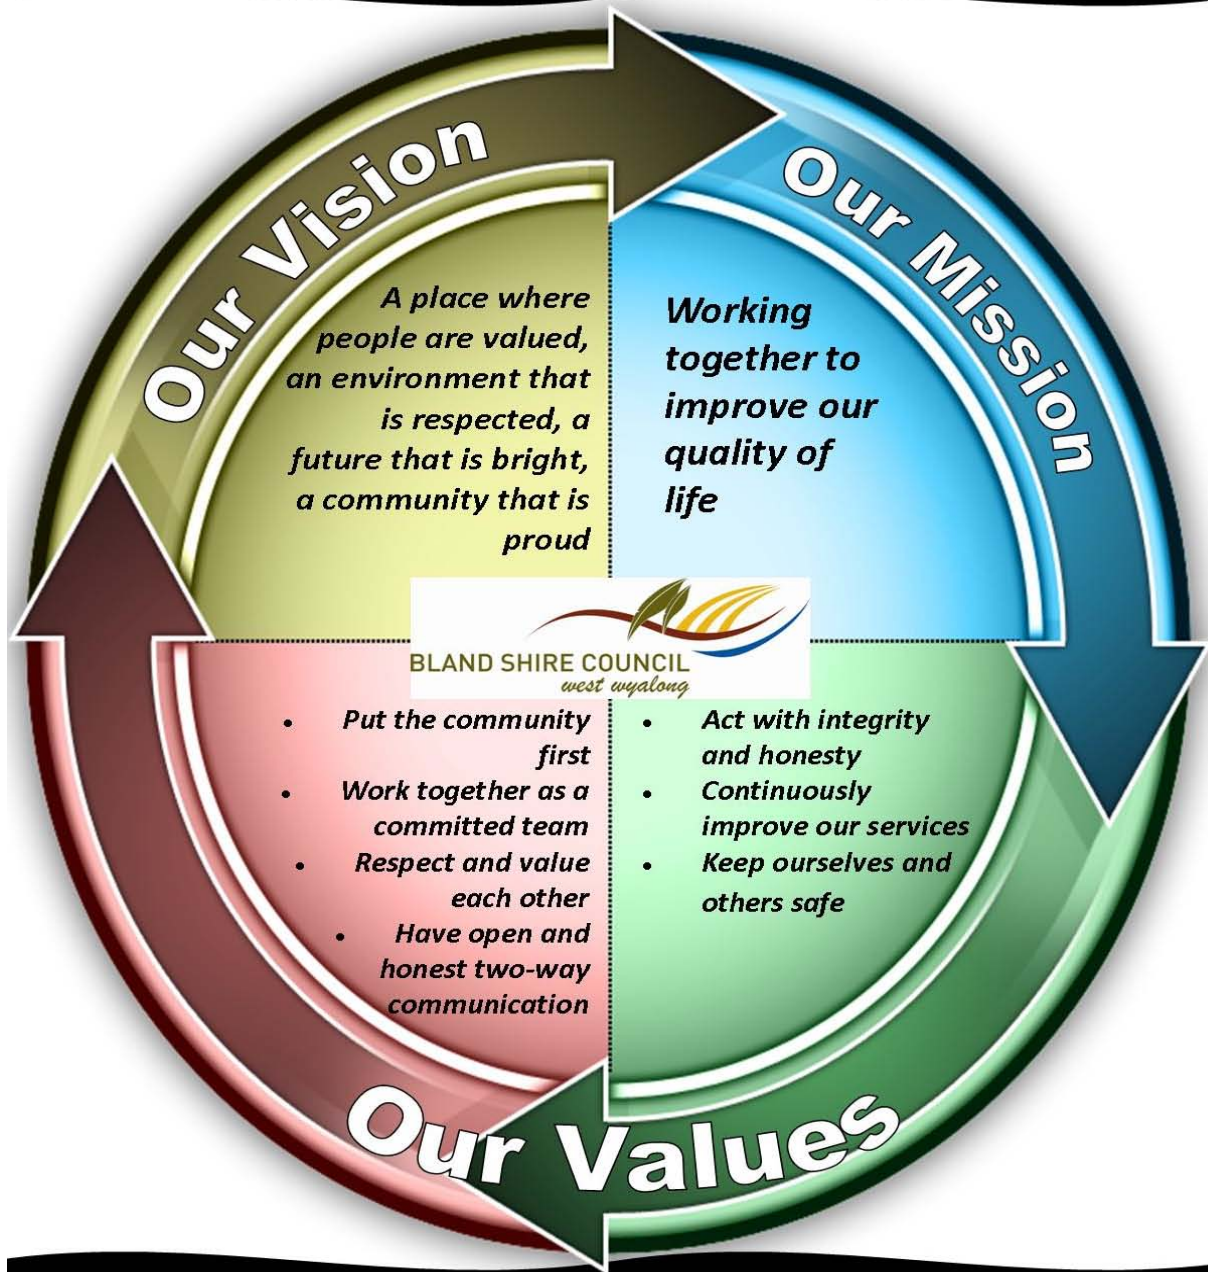 Our Vision
A place where
people are valued,
an environment that
is respected, a
future that is bright,
a community that is
proud
Our Mission
Working
together to
improve our
quality of
life
BLAND SHIRE COUNCIL
west wyalong
• Put the community
first
• Work together as a
committed team
• Respect and value
each other
• Have open and
honest two-way
communication
• Act with integrity
and honesty
• Continuously
improve our services
• Keep ourselves and
others safe
Our Values